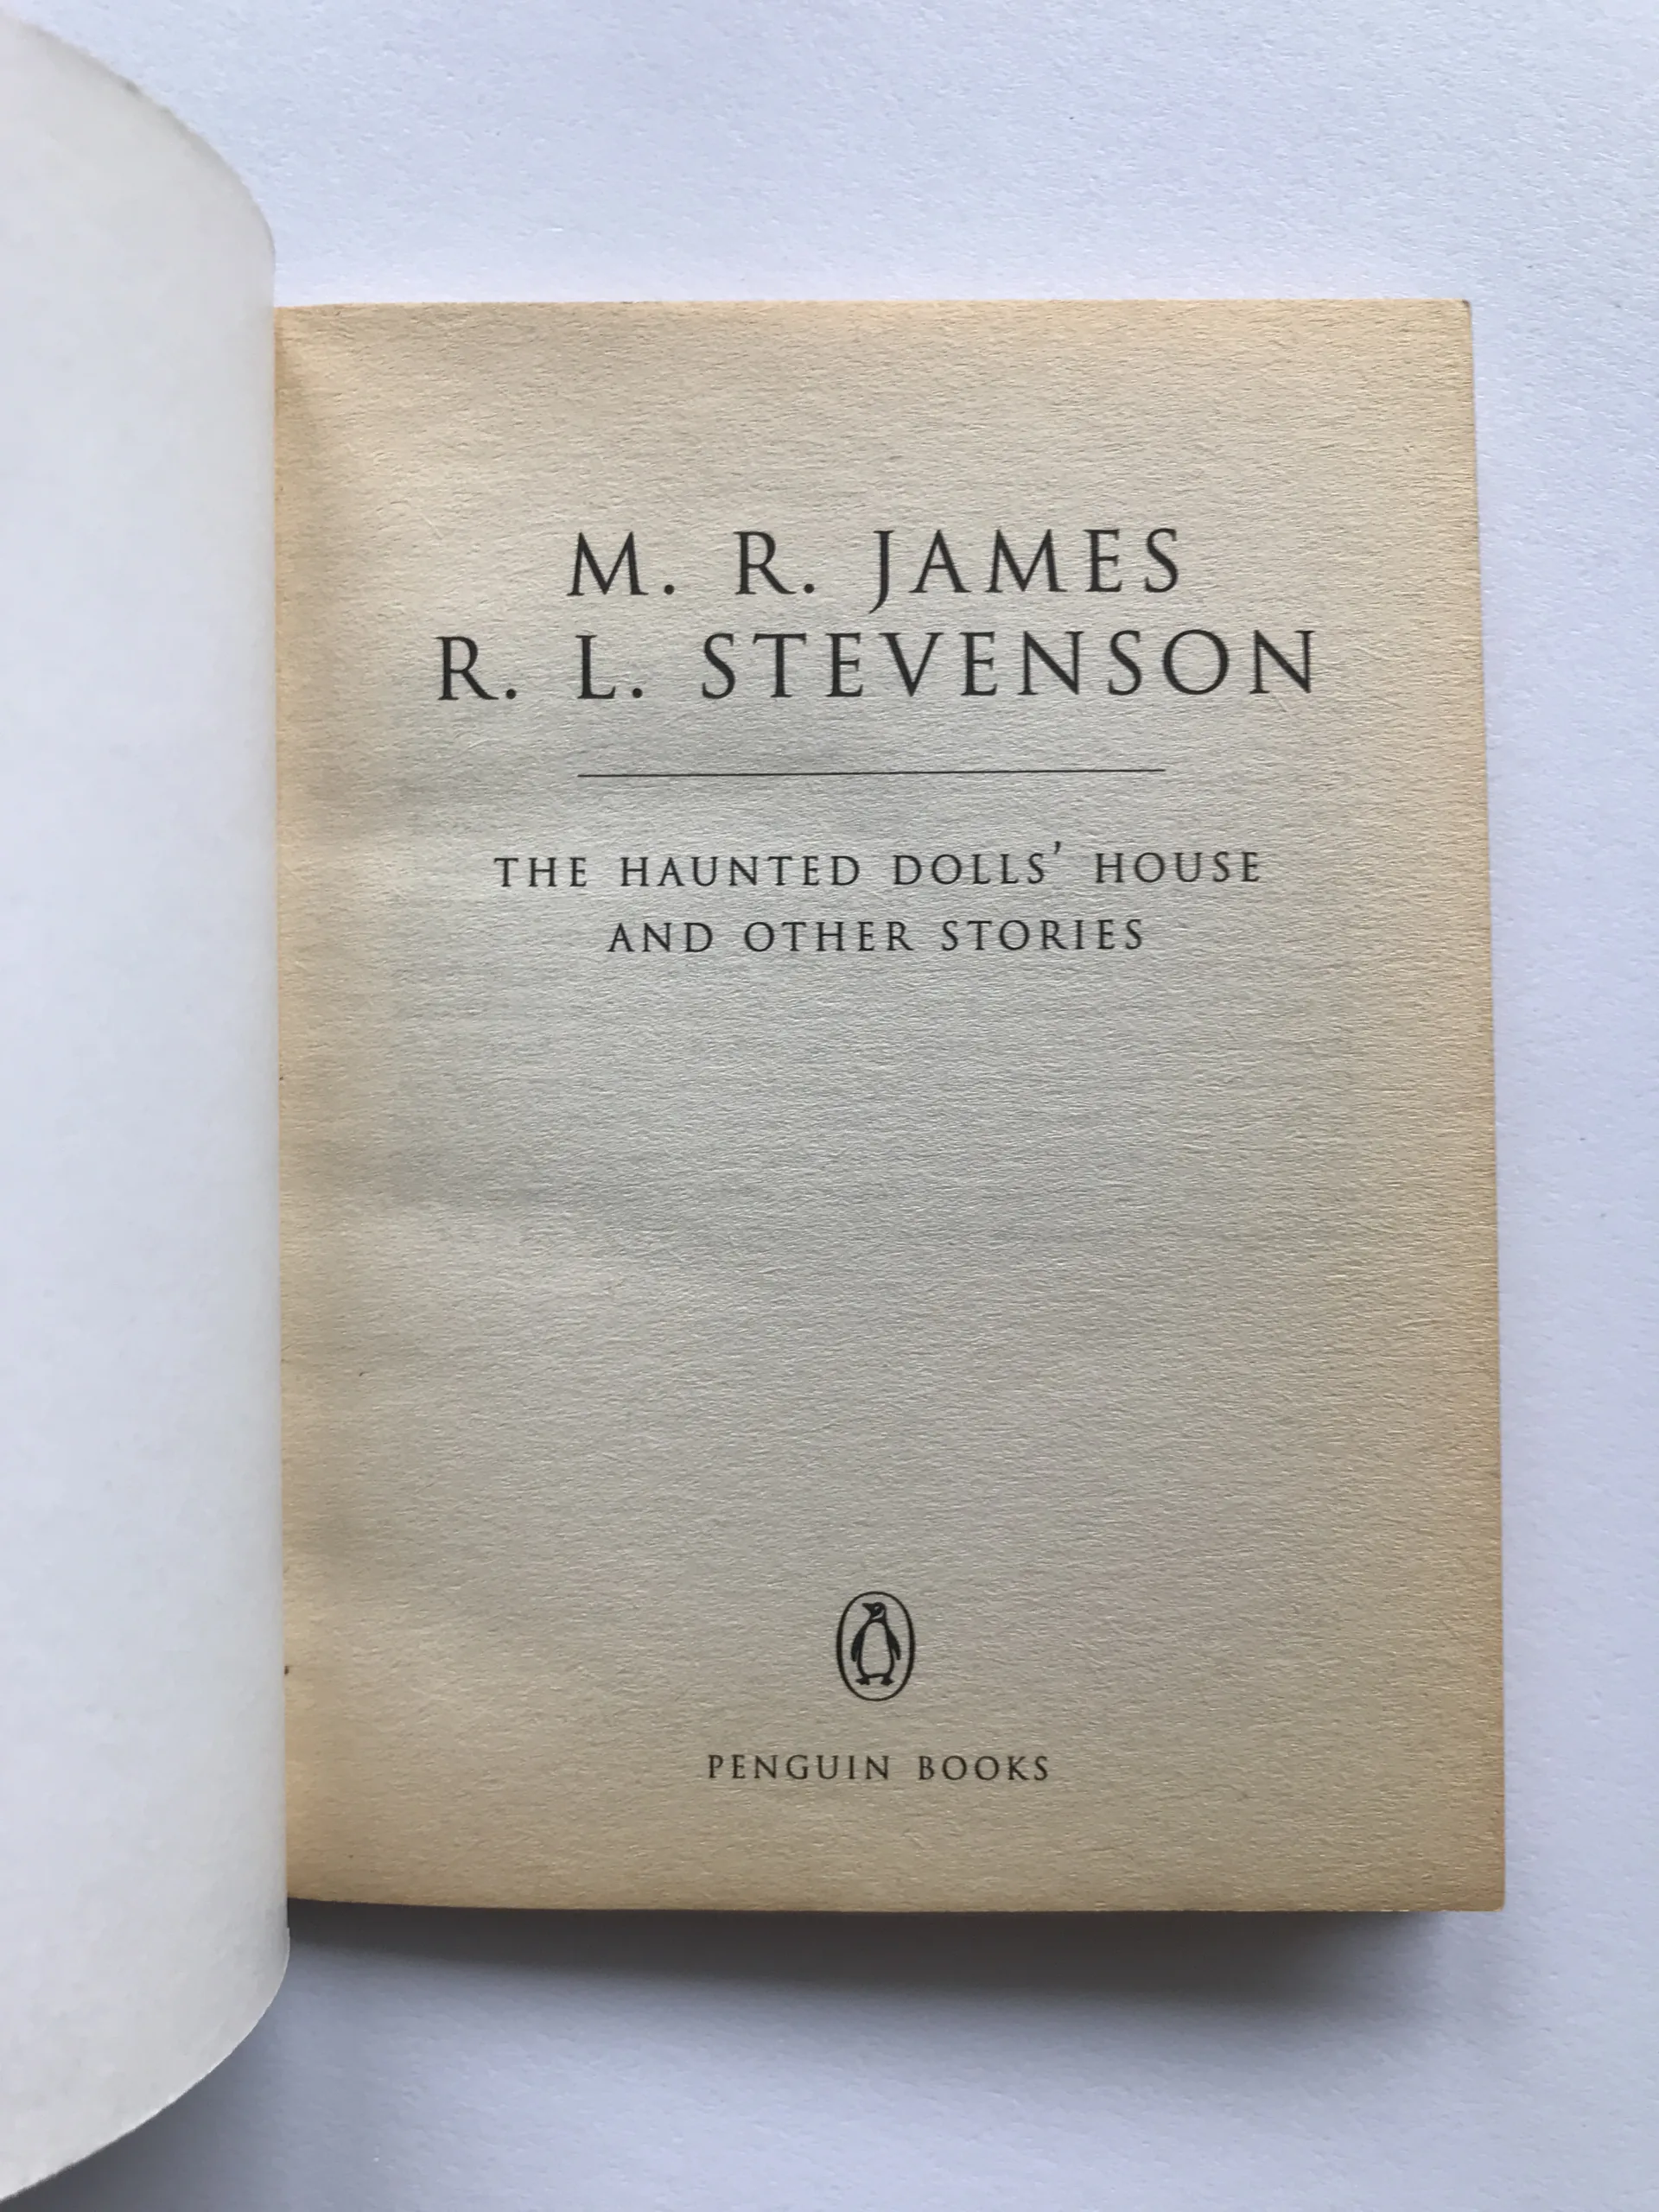 M. R. JAMES
R. L. STEVENSON
THE HAUNTED DOLLS' HOUSE
AND OTHER STORIES
PENGUIN BOOKS